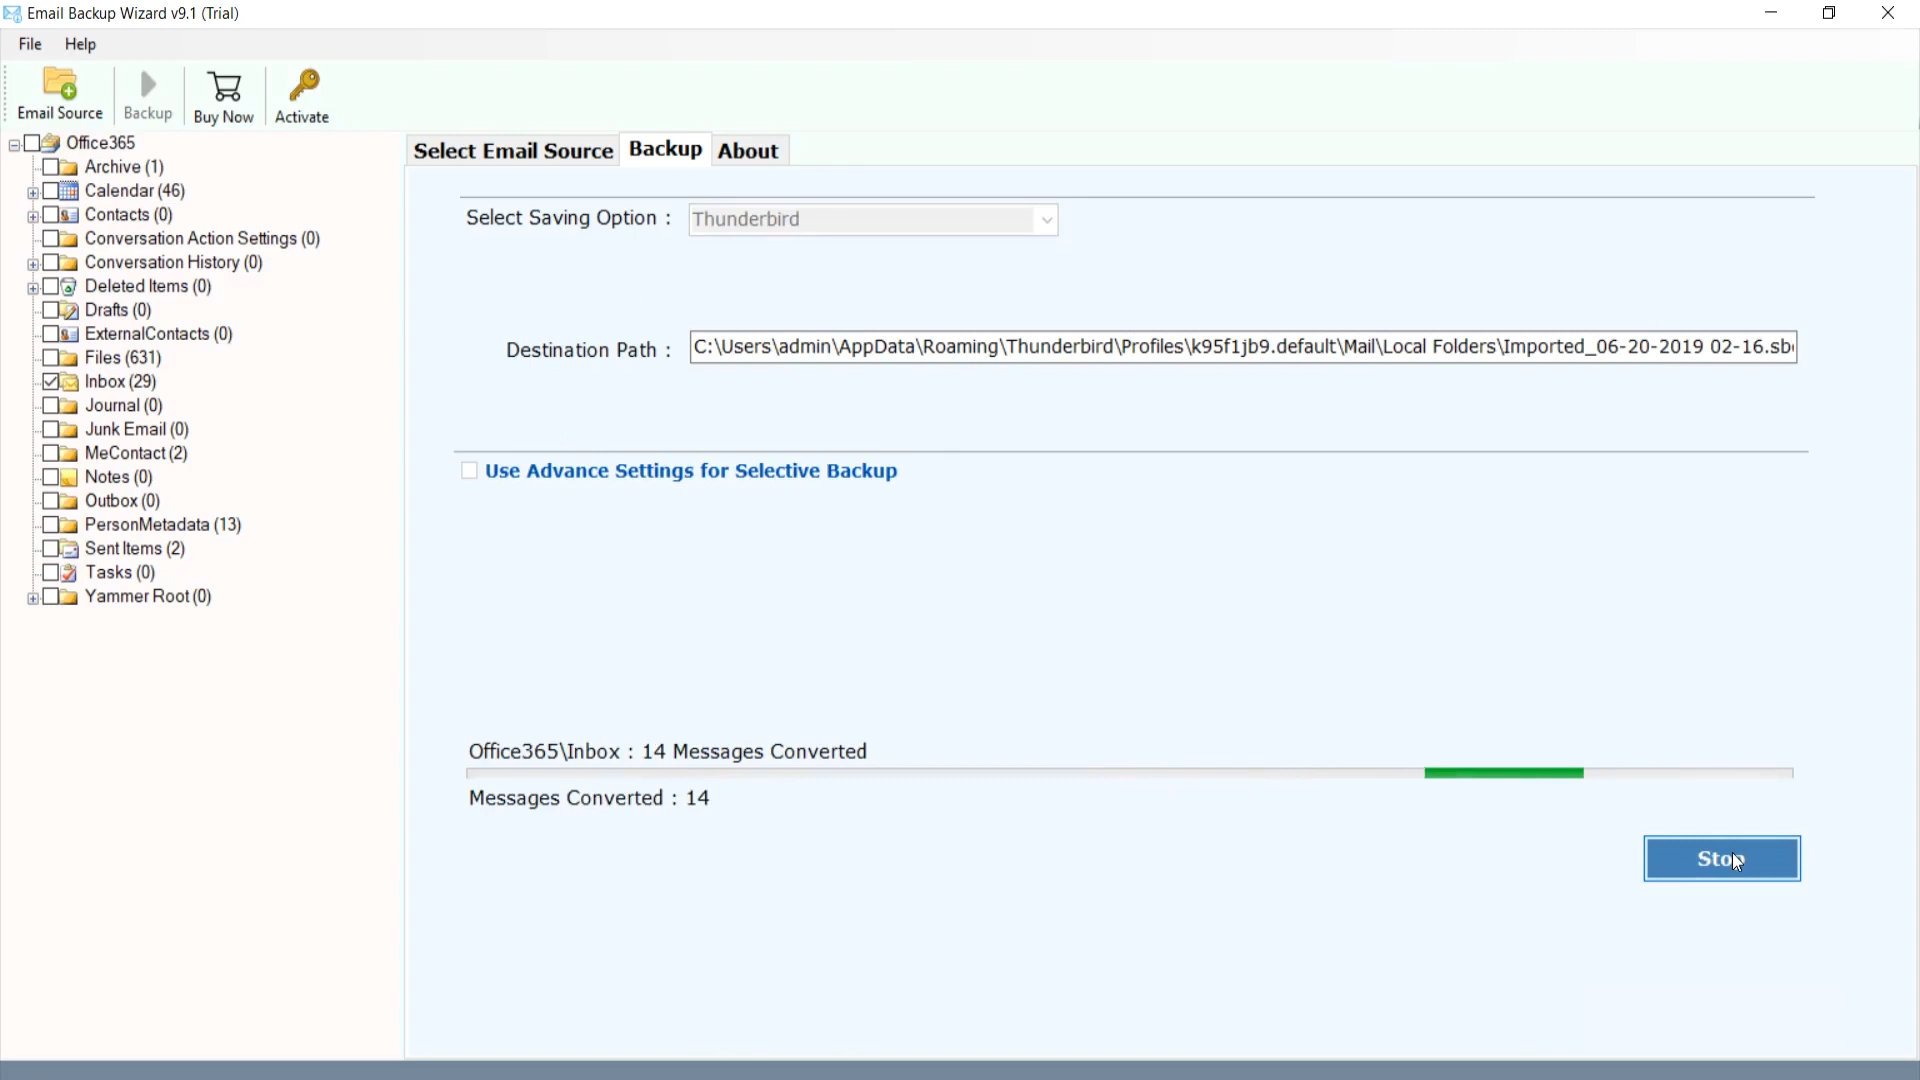 Email Backup Wizard v9.1 (Trial)
File Help
Email Source
Backup
Buy Now
Activate
Office365
Archive (1)
Calendar (46)
Contacts (0)
Conversation Action Settings (0)
Conversation History (0)
Deleted Items (0)
Drafts (0)
ExternalContacts (0)
Files (631)
Inbox (29)
Journal (0)
Junk Email (0)
MeContact (2)
Notes (0)
Outbox (0)
PersonMetadata (13)
Sent Items (2)
Tasks (0)
Yammer Root (0)
Select Email Source Backup About
Select Saving Option : Thunderbird
Destination Path : C:\Users\admin\AppData\Roaming\Thunderbird\Profiles\k95f1jb9.default\Mail\Local Folders\Imported_06-20-2019 02-16.sb
Use Advance Settings for Selective Backup
Office365\Inbox : 14 Messages Converted
Messages Converted : 14
Stop